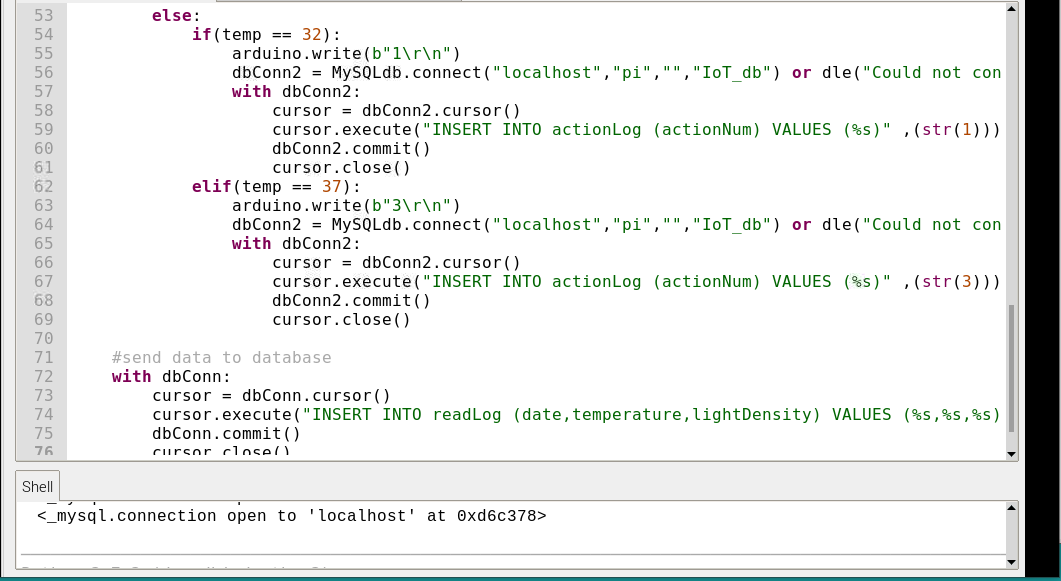 53 else:
54 if(temp == 32):
55 arduino.write(b"1\r\n")
56 dbConn2 = MySQLdb.connect("localhost","pi","","IoT_db") or dle("Could not con
57 with dbConn2:
58 cursor = dbConn2.cursor()
59 cursor.execute("INSERT INTO actionLog (actionNum) VALUES (%s)" ,(str(1)))
60 dbConn2.commit()
61 cursor.close()
62 elif(temp == 37):
63 arduino.write(b"3\r\n")
64 dbConn2 = MySQLdb.connect("localhost","pi","","IoT_db") or dle("Could not con
65 with dbConn2:
66 cursor = dbConn2.cursor()
67 cursor.execute("INSERT INTO actionLog (actionNum) VALUES (%s)" ,(str(3)))
68 dbConn2.commit()
69 cursor.close()
70
71 #send data to database
72 with dbConn:
73 cursor = dbConn.cursor()
74 cursor.execute("INSERT INTO readLog (date,temperature,lightDensity) VALUES (%s,%s,%s)
75 dbConn.commit()
76 cursor.close()
Shell
<_mysql.connection open to 'localhost' at 0xd6c378>